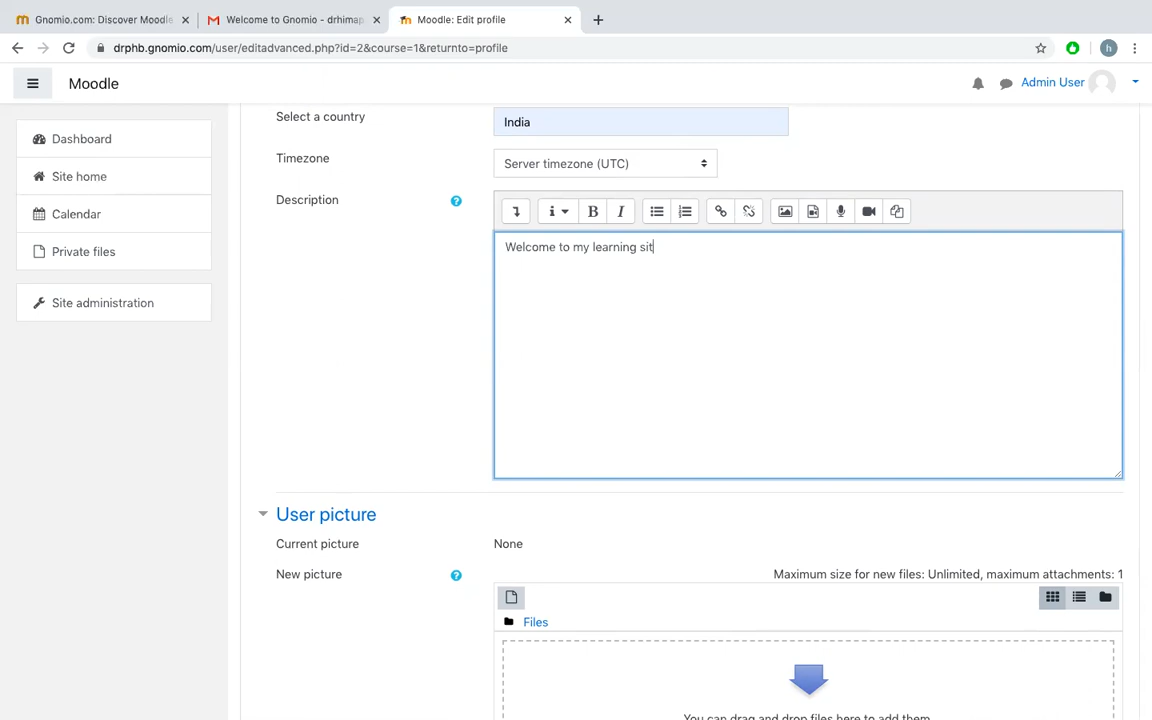 Gnomio.com: Discover Moodle
Welcome to Gnomio - drhimap
Moodle: Edit profile
drphb.gnomio.com/user/editadvanced.php?id=2&course=1&returnto=profile
h
Moodle
Admin User
Dashboard
Site home
Calendar
Private files
Site administration
Select a country
India
Timezone
Server timezone (UTC)
Description
Welcome to my learning sit
User picture
Current picture
None
New picture
Maximum size for new files: Unlimited, maximum attachments: 1
Files
You can drag and drop files here to add them.